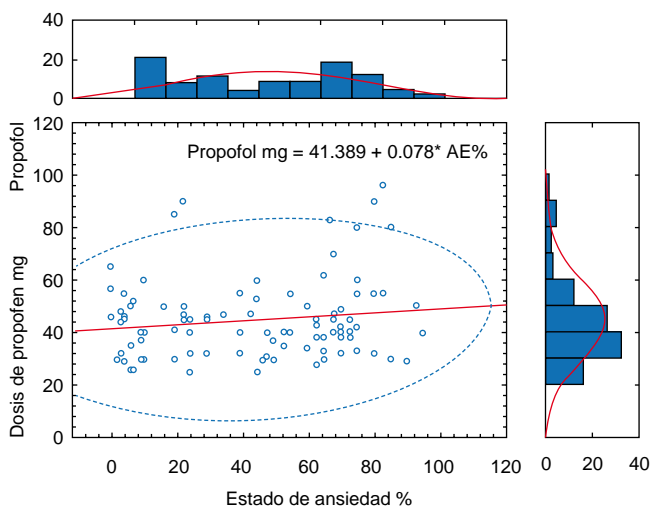 40
20
0
Propofol
120
100
80
60
40
20
0
Dosis de propofen mg
Propofol mg = 41.389 + 0.078* AE%
0 20 40 60 80 100 120
Estado de ansiedad %
0 20 40